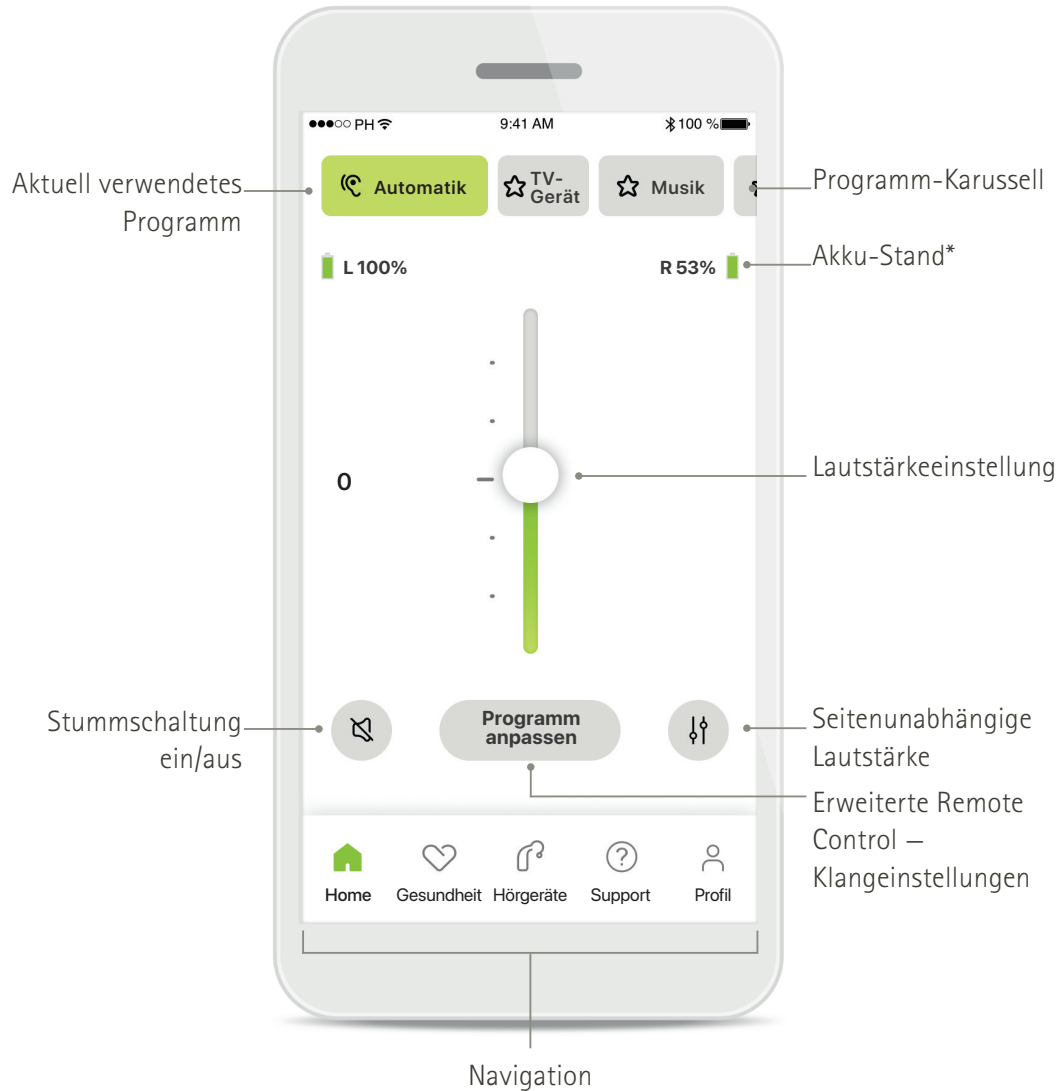 PH
9:41 AM
100 %
Aktuell verwendetes
Programm
Automatik
TV-
Gerät
Musik
Programm-Karussell
L 100%
R 53%
Akku-Stand*
0
Lautstärkeeinstellung
Stummschaltung
ein/aus
Programm
anpassen
Seitenunabhängige
Lautstärke
Erweiterte Remote
Control –
Klangeinstellungen
Home
Gesundheit
Hörgeräte
Support
Profil
Navigation